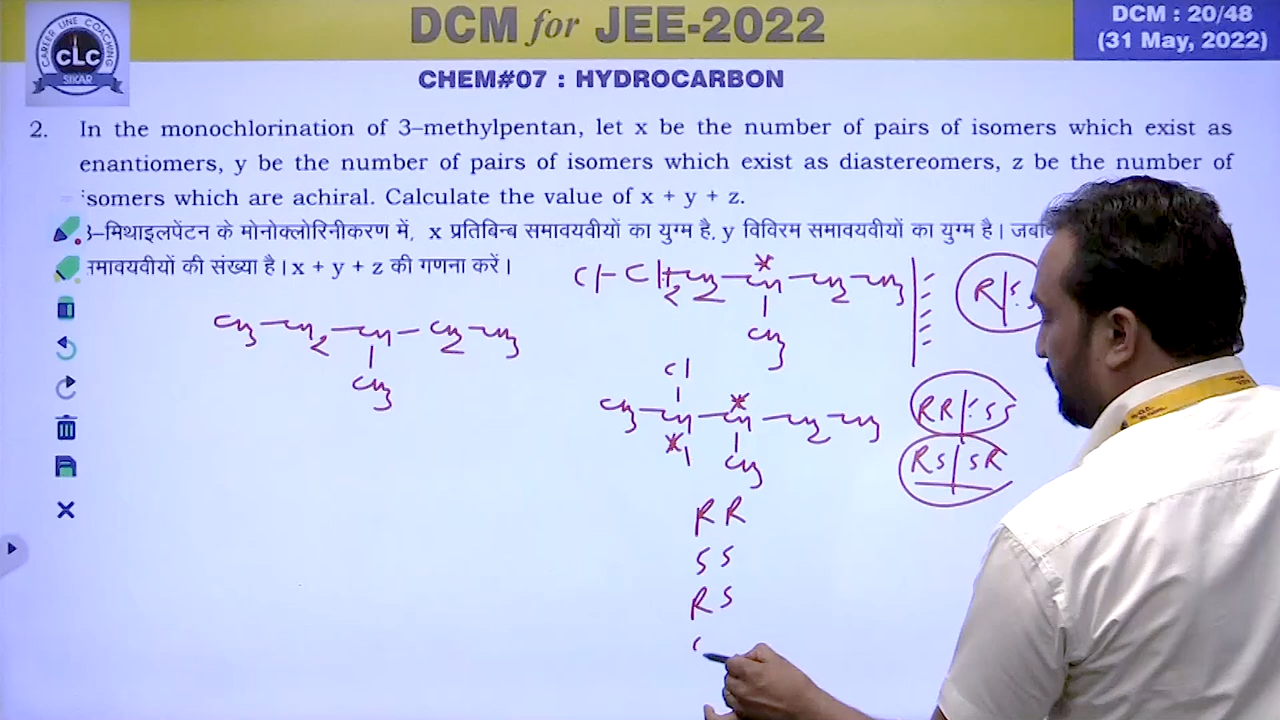 DCM for JEE-2022
DCM : 20/48
(31 May, 2022)
CAREER LINE COACHING
CLC
SIKAR
CHEM#07 : HYDROCARBON
2. In the monochlorination of 3–methylpentan, let x be the number of pairs of isomers which exist as
enantiomers, y be the number of pairs of isomers which exist as diastereomers, z be the number of
somers which are achiral. Calculate the value of x + y + z.
3–मिथाइलपेंटन के मोनोक्लोरिनीकरण में, x प्रतिबिन्ब समावयवीयों का युग्म है, y विविरम समावयवीयों का युग्म है। जबकि
समावयवीयों की संख्या है। x + y + z की गणना करें।
Cl–CH2–CH2–CH–CH2–CH3
*
CH3
R|S
CH3–CH2–CH–CH2–CH3
CH3
Cl
CH3–CH–CH–CH2–CH3
* *
CH3
RR|SS
RS|SR
RR
SS
RS